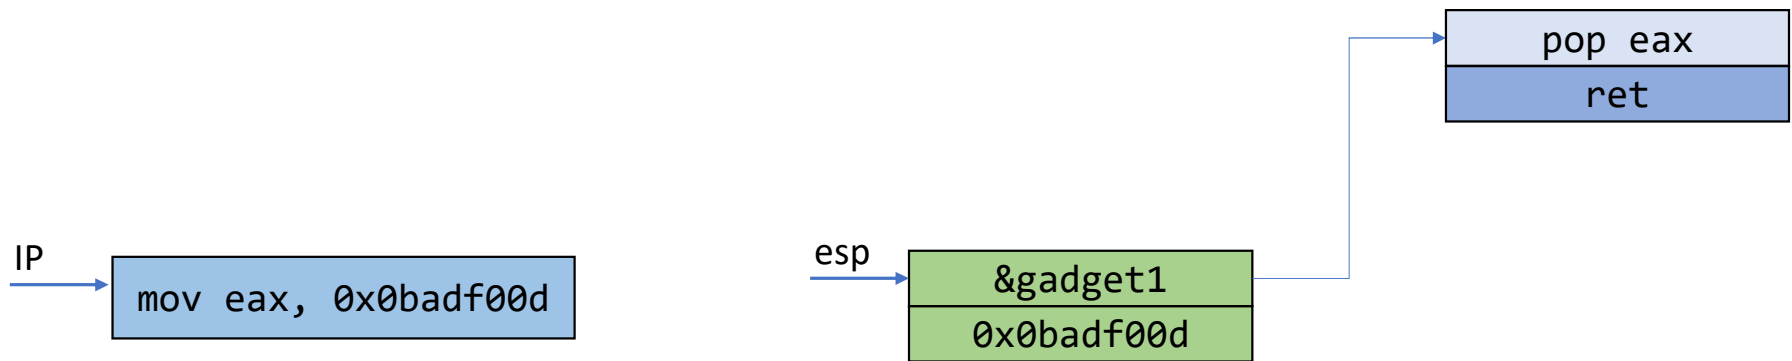 pop eax
ret
IP
mov eax, 0x0badf00d
esp
&gadget1
0x0badf00d